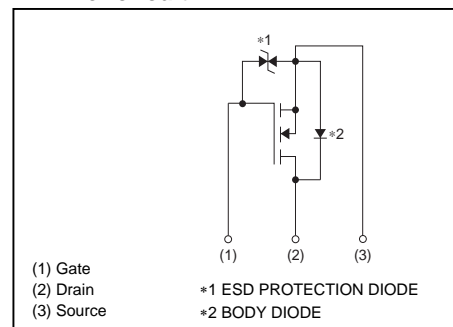 *1
*2
(1) (2) (3)
(1) Gate
(2) Drain *1 ESD PROTECTION DIODE
(3) Source *2 BODY DIODE